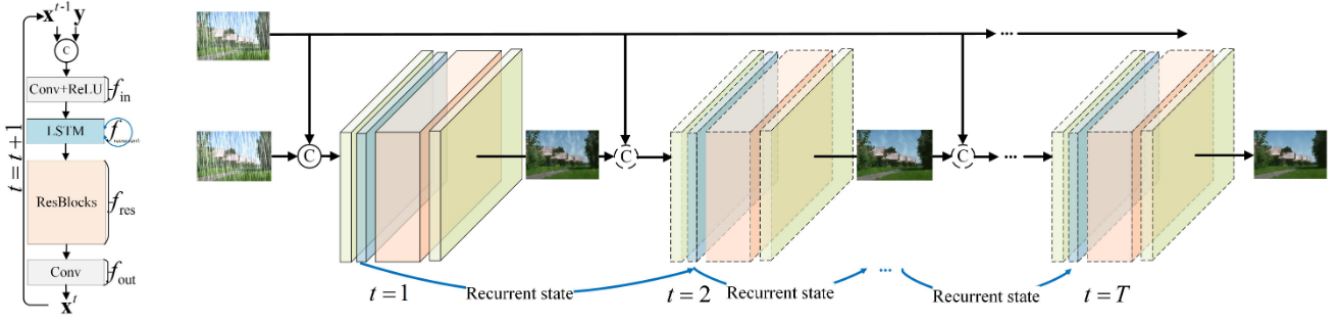 x^{t-1} y
C
Conv+ReLU f_in
LSTM f
ResBlocks f_res
Conv f_out
x^t
t = t + 1
...
C
C
C
...
t = 1
Recurrent state
t = 2
Recurrent state
...
Recurrent state
t = T